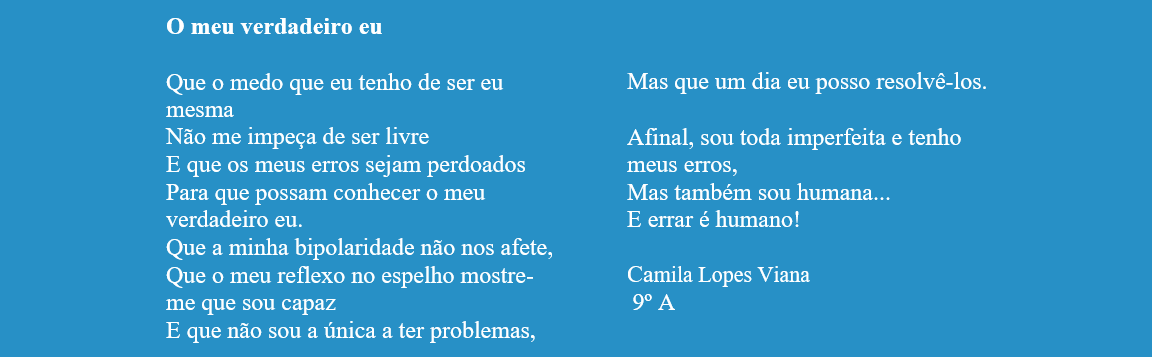 O meu verdadeiro eu
Que o medo que eu tenho de ser eu
mesma
Não me impeça de ser livre
E que os meus erros sejam perdoados
Para que possam conhecer o meu
verdadeiro eu.
Que a minha bipolaridade não nos afete,
Que o meu reflexo no espelho mostre-
me que sou capaz
E que não sou a única a ter problemas,
Mas que um dia eu posso resolvê-los.
Afinal, sou toda imperfeita e tenho
meus erros,
Mas também sou humana...
E errar é humano!
Camila Lopes Viana
9º A